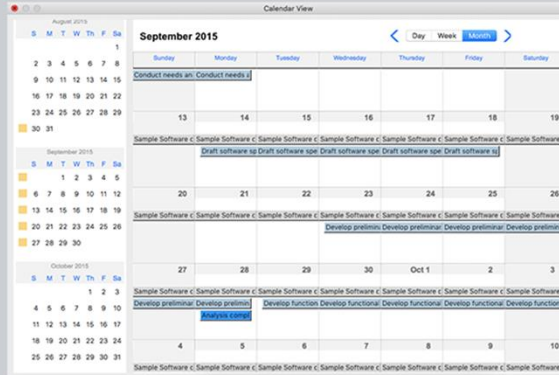 Calendar View
August 2015
S M T W Th F Sa
1
2 3 4 5 6 7 8
9 10 11 12 13 14 15
16 17 18 19 20 21 22
23 24 25 26 27 28 29
30 31
September 2015
S M T W Th F Sa
1 2 3 4 5
6 7 8 9 10 11 12
13 14 15 16 17 18 19
20 21 22 23 24 25 26
27 28 29 30
October 2015
S M T W Th F Sa
1 2 3
4 5 6 7 8 9 10
11 12 13 14 15 16 17
18 19 20 21 22 23 24
25 26 27 28 29 30 31
September 2015
Day Week Month
Sunday Monday Tuesday Wednesday Thursday Friday Saturday
Conduct needs an Conduct needs
13 14 15 16 17 18 19
Sample Software c Sample Software c Sample Software c Sample Software c Sample Software c Sample Software c Sample Software
Draft software sp Draft software spe Draft software spe Draft software spe Draft software s
20 21 22 23 24 25 26
Sample Software c Sample Software c Sample Software c Sample Software c Sample Software c Sample Software c Sample Software
Develop prelimin Develop preliminar Develop preliminar Develop prelimin
27 28 29 30 Oct 1 2 3
Sample Software c Sample Software c Sample Software c Sample Software c Sample Software c Sample Software c Sample Software
Develop preliminar Develop prelimin Develop function Develop functional Develop functional Develop functional Develop function
Analysis compl
4 5 6 7 8 9 10
Sample Software c Sample Software c Sample Software c Sample Software c Sample Software c Sample Software c Sample Software